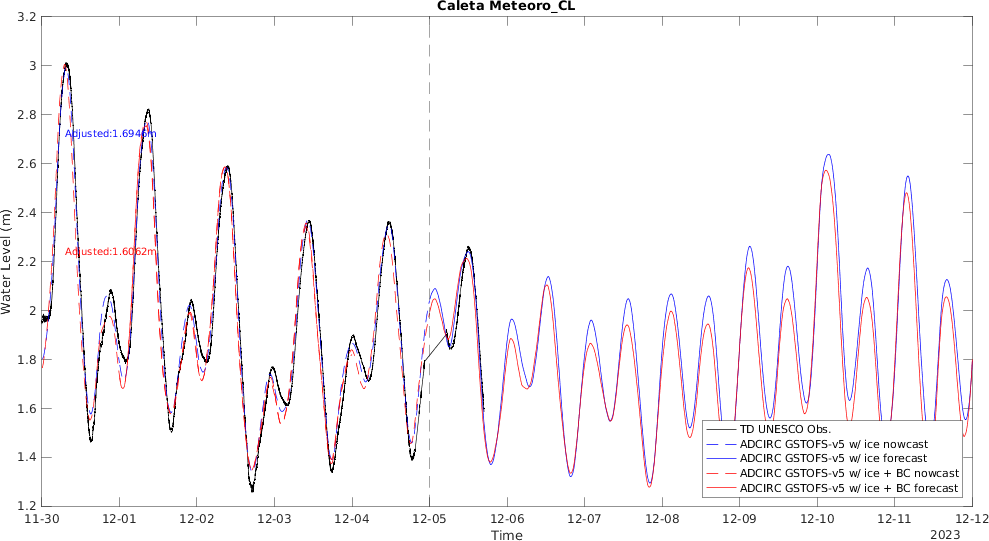 Caleta Meteoro_CL
3.2
3
2.8
2.6
2.4
2.2
2
1.8
1.6
1.4
1.2
Water Level (m)
Adjusted:1.6946m
Adjusted:1.6062m
TD UNESCO Obs.
ADCIRC GSTOFS-v5 w/ ice nowcast
ADCIRC GSTOFS-v5 w/ ice forecast
ADCIRC GSTOFS-v5 w/ ice + BC nowcast
ADCIRC GSTOFS-v5 w/ ice + BC forecast
11-30 12-01 12-02 12-03 12-04 12-05 12-06 12-07 12-08 12-09 12-10 12-11 12-12
Time
2023